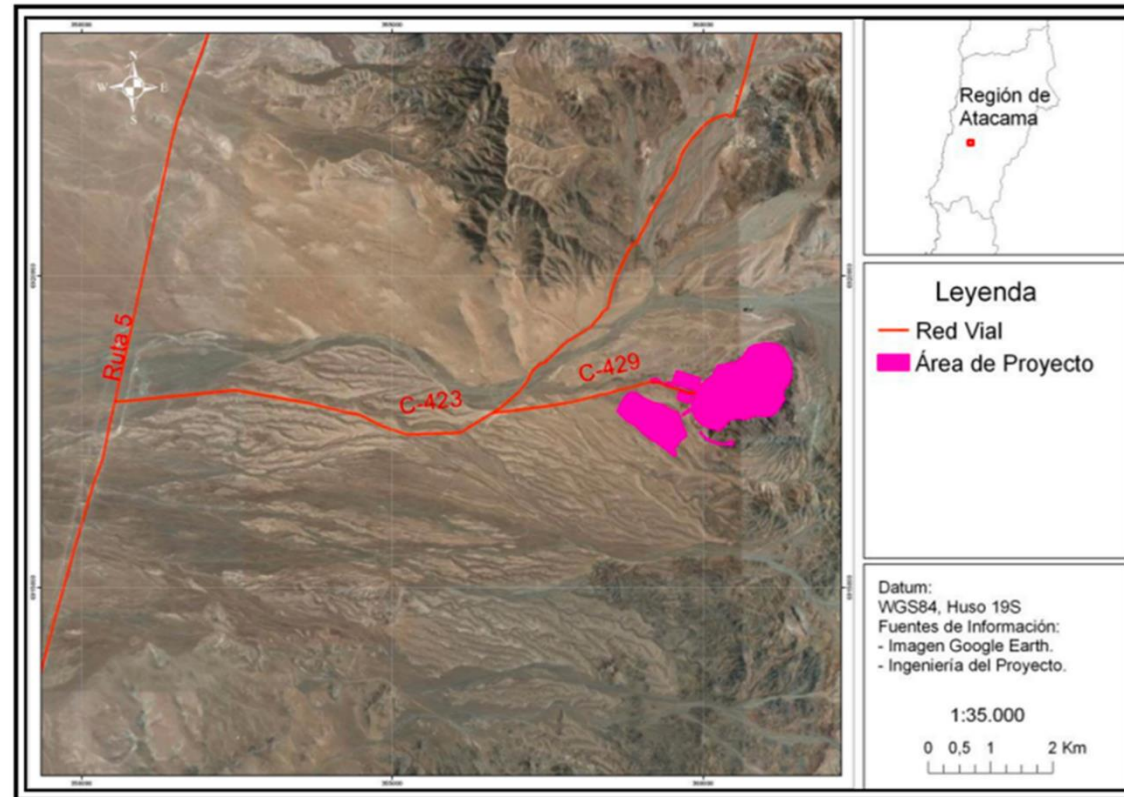 N
W
E
S
Ruta 5
C-423
C-429
Región de
Atacama
Leyenda
Red Vial
Área de Proyecto
Datum:
WGS84, Huso 19S
Fuentes de Información:
- Imagen Google Earth.
- Ingeniería del Proyecto.
1:35.000
0 0,5 1 2 Km